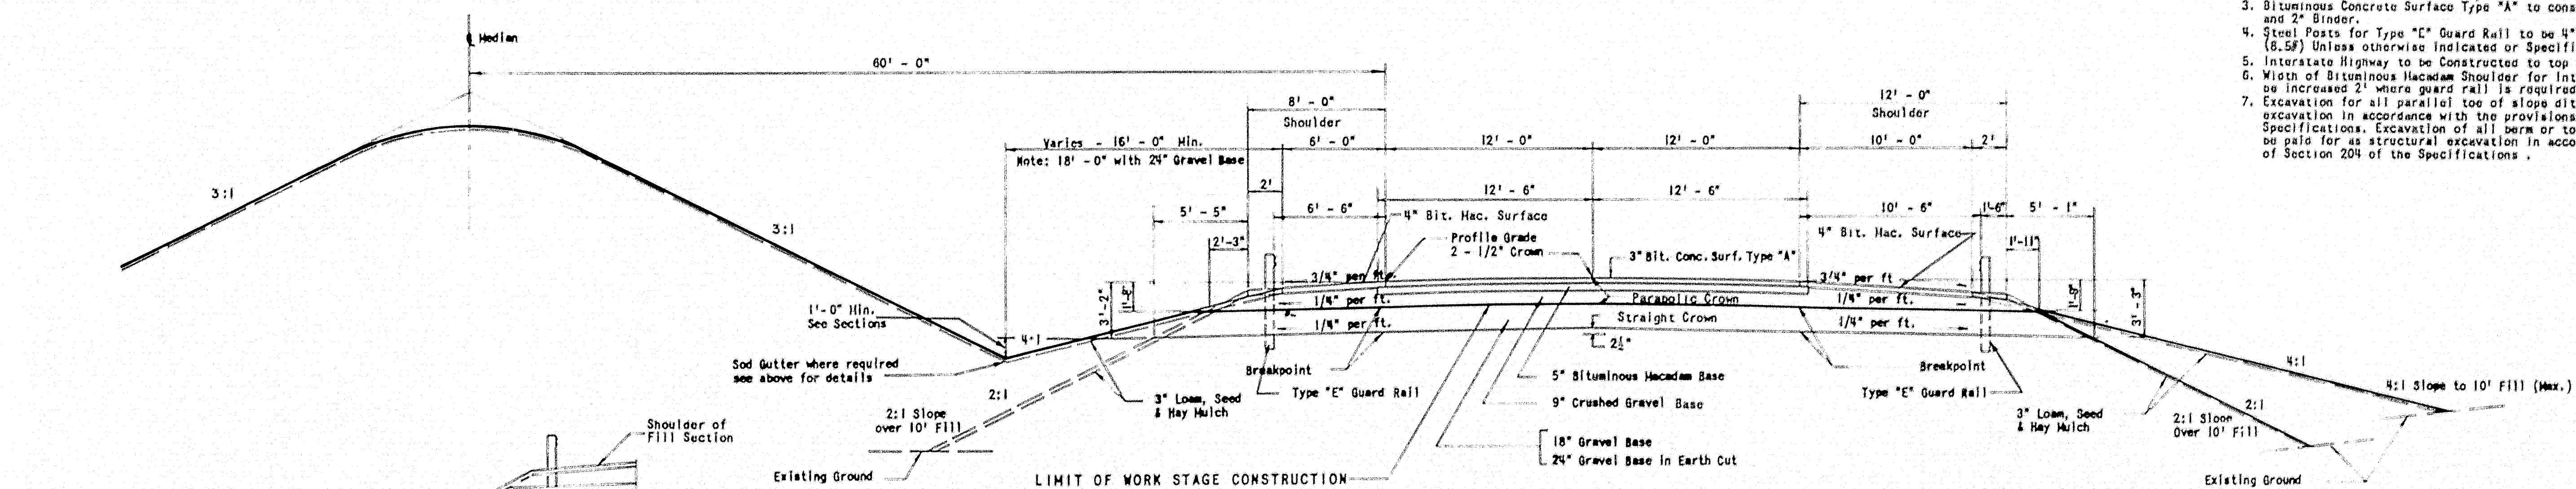 3. Bituminous Concrete Surface Type "A" to cons
and 2" Binder.
4. Steel Posts for Type "E" Guard Rail to be 4"
(8.5#) Unless otherwise Indicated or Specifi
5. Interstate Highway to be Constructed to top
6. Width of Bituminous Macadam Shoulder for Int
be increased 2' where guard rail is required
7. Excavation for all parallel toe of slope dit
excavation in accordance with the provisions
Specifications. Excavation of all berm or to
be paid for as structural excavation in acco
of Section 204 of the Specifications .
Median
60' - 0"
8' - 0"
Shoulder
12' - 0"
Shoulder
Varies - 16' - 0" Min.
Note: 18' - 0" with 24" Gravel Base
6' - 0"
12' - 0"
12' - 0"
10' - 0"
2'
2'
12' - 6"
12' - 6"
5' - 5"
6' - 6"
4" Bit. Mac. Surface
10' - 6"
1'-6"
5' - 1"
2'-3"
Profile Grade
2 - 1/2" Crown
3" Bit. Conc. Surf. Type "A"
4" Bit. Mac. Surface
1'-11"
3:1
3:1
3/4" per ft.
3/4" per ft
3' - 2"
1'-8"
1/4" per ft.
Parabolic Crown
1/4" per ft.
3' - 3"
1'-0" Min.
See Sections
1/4" per ft.
Straight Crown
1/4" per ft.
4:1
2½"
Sod Gutter where required
see above for details
Breakpoint
5" Bituminous Macadam Base
Breakpoint
4:1
2:1
Type "E" Guard Rail
Type "E" Guard Rail
4:1 Slope to 10' Fill (Max.)
3" Loam, Seed
& Hay Mulch
9" Crushed Gravel Base
3" Loam, Seed
& Hay Mulch
2:1
2:1 Slope
over 10' Fill
2:1 Slope
Over 10' Fill
Shoulder of
Fill Section
18" Gravel Base
24" Gravel Base in Earth Cut
Existing Ground
LIMIT OF WORK STAGE CONSTRUCTION
Existing Ground